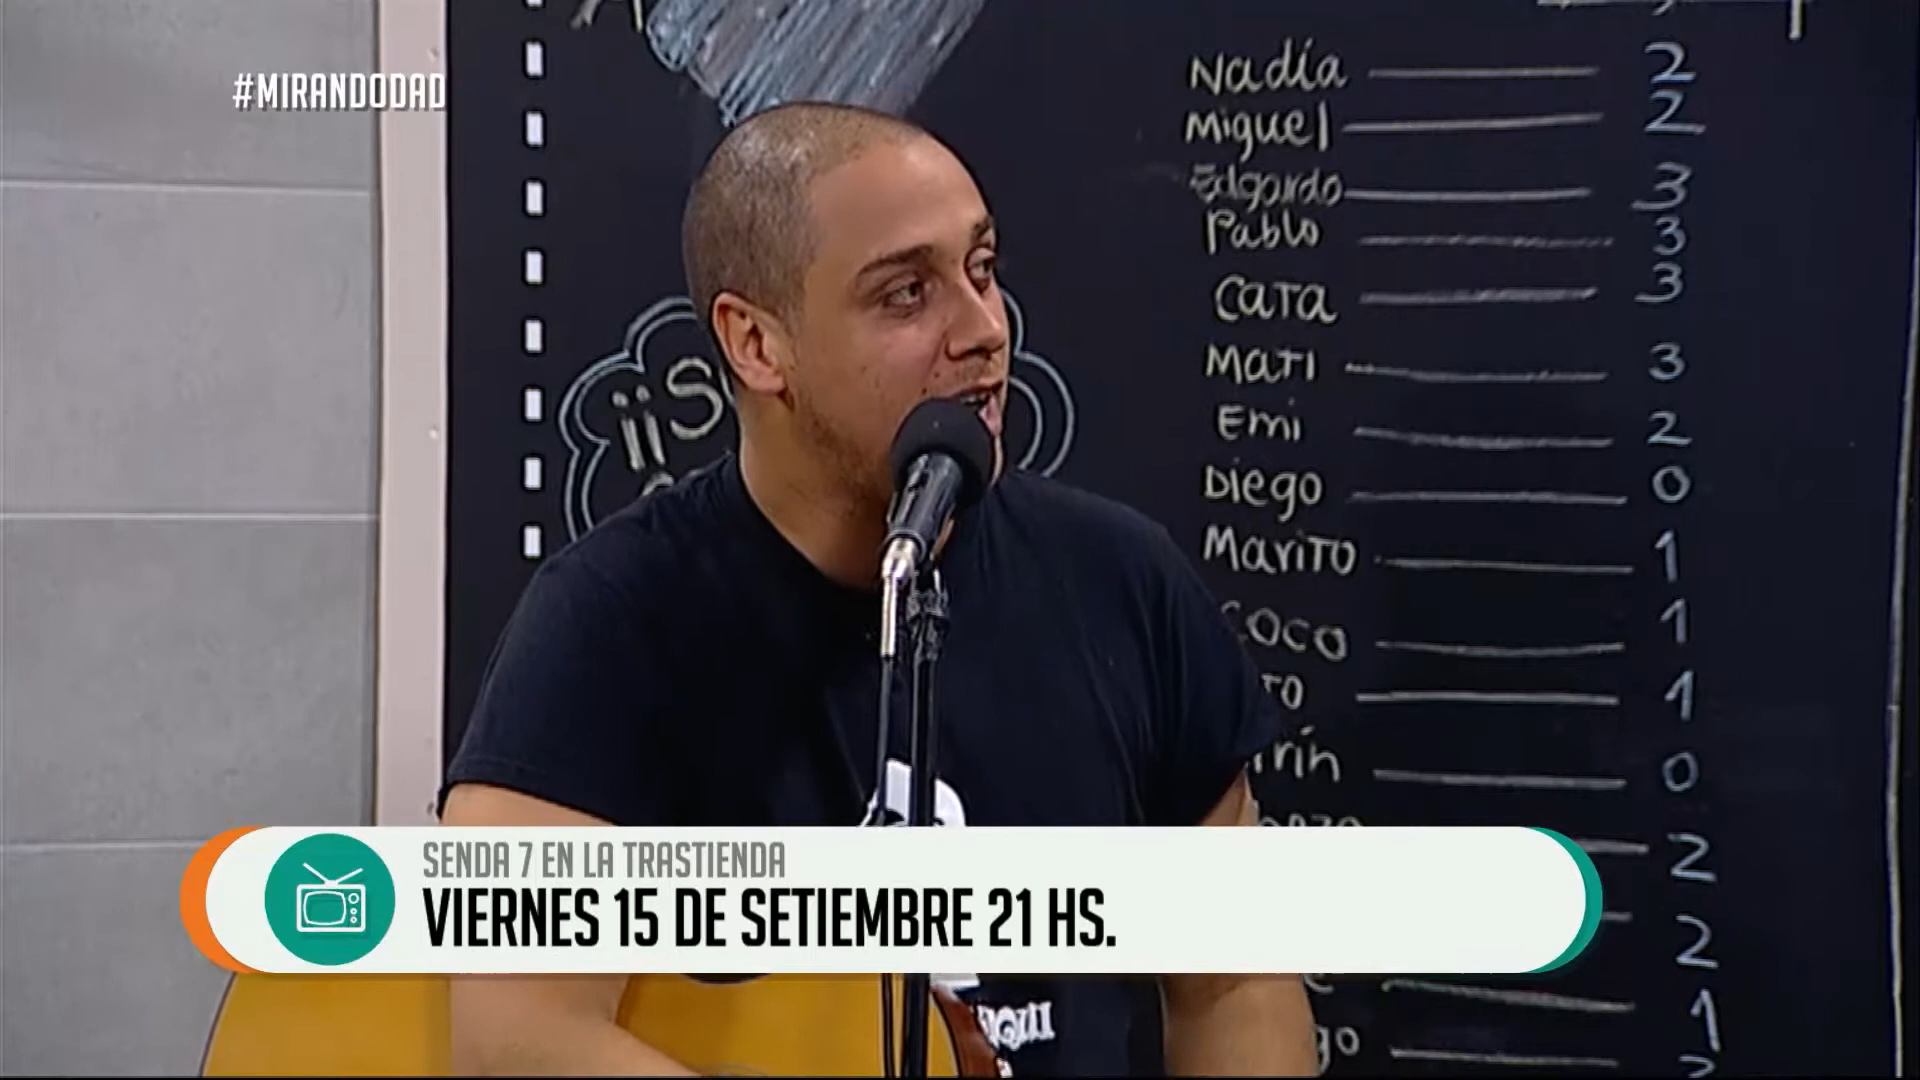 #MIRANDODAD
Nadía 2
Miguel 2
Edgardo 3
Pablo 3
Cata 3
Mati 3
Emi 2
Diego 0
Marito 1
Coco 1
1
0
2
2
1
¡¡S
SENDA 7 EN LA TRASTIENDA
VIERNES 15 DE SETIEMBRE 21 HS.